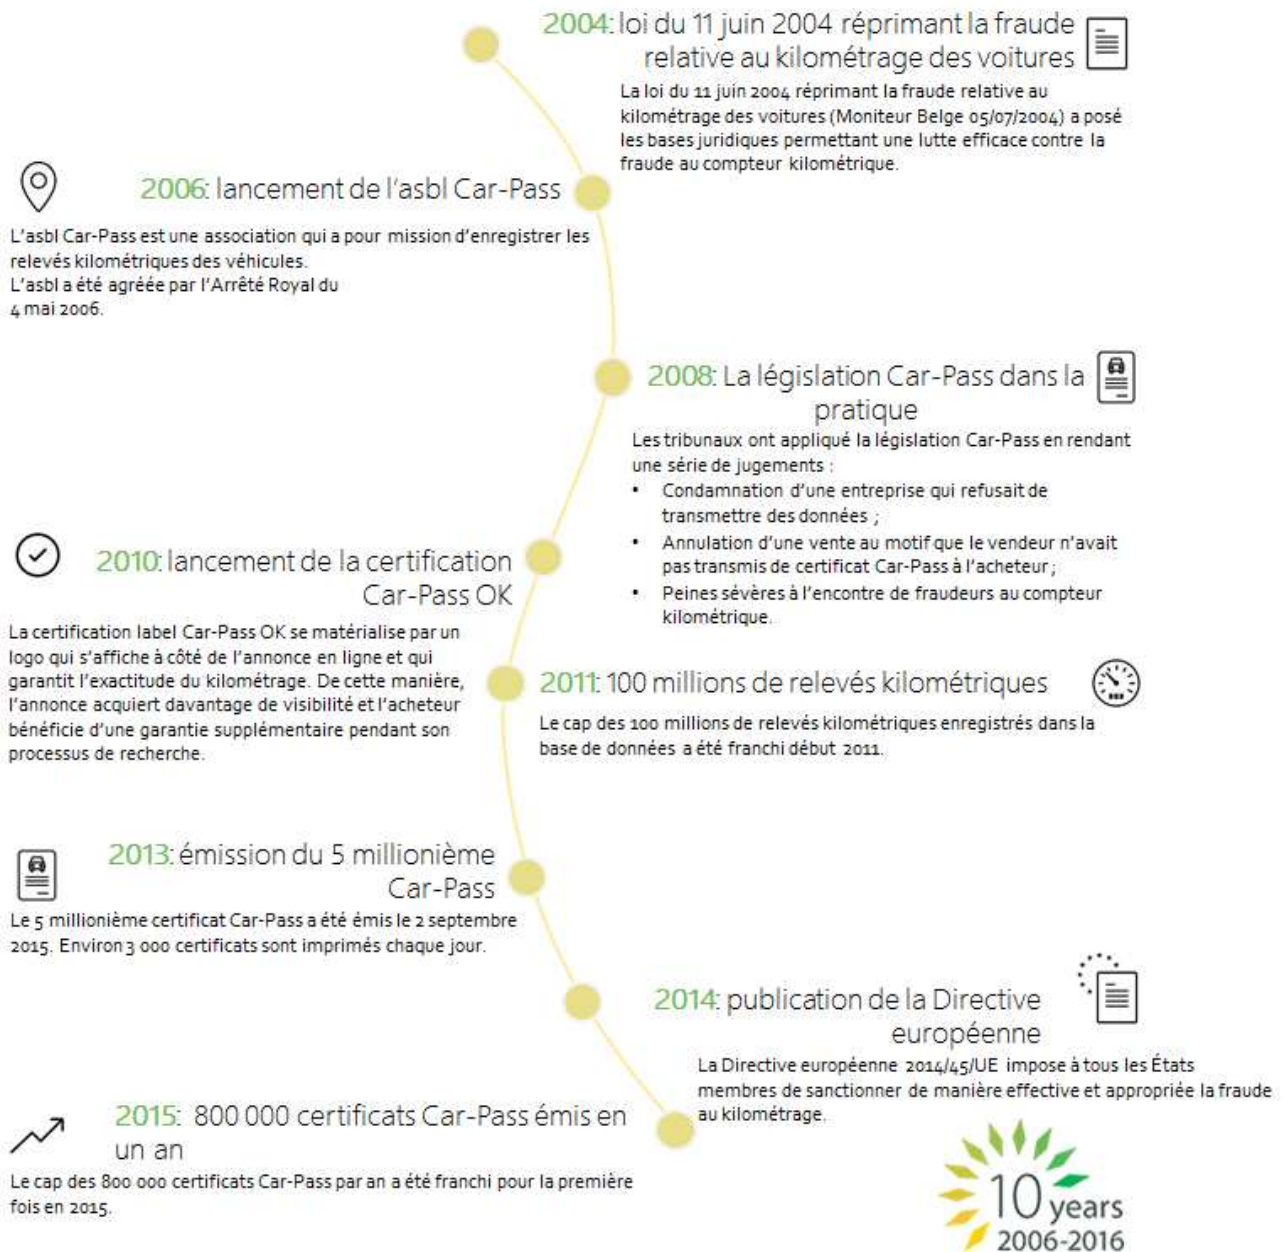 2004: loi du 11 juin 2004 réprimant la fraude
relative au kilométrage des voitures
La loi du 11 juin 2004 réprimant la fraude relative au
kilométrage des voitures (Moniteur Belge 05/07/2004) a posé
les bases juridiques permettant une lutte efficace contre la
fraude au compteur kilométrique.
2006: lancement de l'asbl Car-Pass
L'asbl Car-Pass est une association qui a pour mission d'enregistrer les
relevés kilométriques des véhicules.
L'asbl a été agréée par l'Arrêté Royal du
4 mai 2006.
2008: La législation Car-Pass dans la
pratique
Les tribunaux ont appliqué la législation Car-Pass en rendant
une série de jugements :
• Condamnation d'une entreprise qui refusait de
transmettre des données ;
• Annulation d'une vente au motif que le vendeur n'avait
pas transmis de certificat Car-Pass à l'acheteur ;
• Peines sévères à l'encontre de fraudeurs au compteur
kilométrique.
2010: lancement de la certification
Car-Pass OK
La certification label Car-Pass OK se matérialise par un
logo qui s'affiche à côté de l'annonce en ligne et qui
garantit l'exactitude du kilométrage. De cette manière,
l'annonce acquiert davantage de visibilité et l'acheteur
bénéficie d'une garantie supplémentaire pendant son
processus de recherche.
2011: 100 millions de relevés kilométriques
Le cap des 100 millions de relevés kilométriques enregistrés dans la
base de données a été franchi début 2011.
2013: émission du 5 millionième
Car-Pass
Le 5 millionième certificat Car-Pass a été émis le 2 septembre
2015. Environ 3 000 certificats sont imprimés chaque jour.
2014: publication de la Directive
européenne
La Directive européenne 2014/45/UE impose à tous les États
membres de sanctionner de manière effective et appropriée la fraude
au kilométrage.
2015: 800 000 certificats Car-Pass émis en
un an
Le cap des 800 000 certificats Car-Pass par an a été franchi pour la première
fois en 2015.
10 years
2006-2016